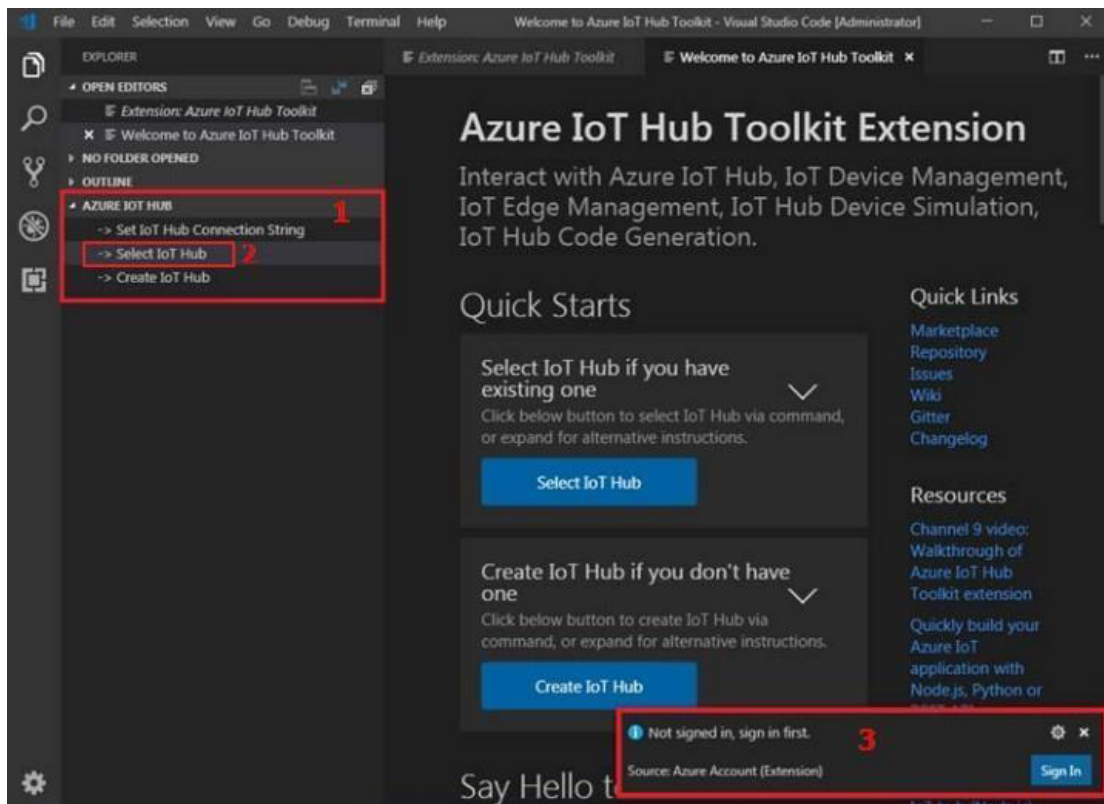 File Edit Selection View Go Debug Terminal Help
Welcome to Azure IoT Hub Toolkit - Visual Studio Code [Administrator]
EXPLORER
OPEN EDITORS
Extension: Azure IoT Hub Toolkit
Welcome to Azure IoT Hub Toolkit
NO FOLDER OPENED
OUTLINE
AZURE IOT HUB
1
-> Set IoT Hub Connection String
-> Select IoT Hub
2
-> Create IoT Hub
Extension: Azure IoT Hub Toolkit
Welcome to Azure IoT Hub Toolkit
Azure IoT Hub Toolkit Extension
Interact with Azure IoT Hub, IoT Device Management,
IoT Edge Management, IoT Hub Device Simulation,
IoT Hub Code Generation.
Quick Starts
Select IoT Hub if you have
existing one
Click below button to select IoT Hub via command,
or expand for alternative instructions.
Select IoT Hub
Create IoT Hub if you don't have
one
Click below button to create IoT Hub via
command, or expand for alternative instructions.
Create IoT Hub
Say Hello to
Quick Links
Marketplace
Repository
Issues
Wiki
Gitter
Changelog
Resources
Channel 9 video:
Walkthrough of
Azure IoT Hub
Toolkit extension
Quickly build your
Azure IoT
application with
Node.js, Python or
Not signed in, sign in first.
3
Source: Azure Account (Extension)
Sign In